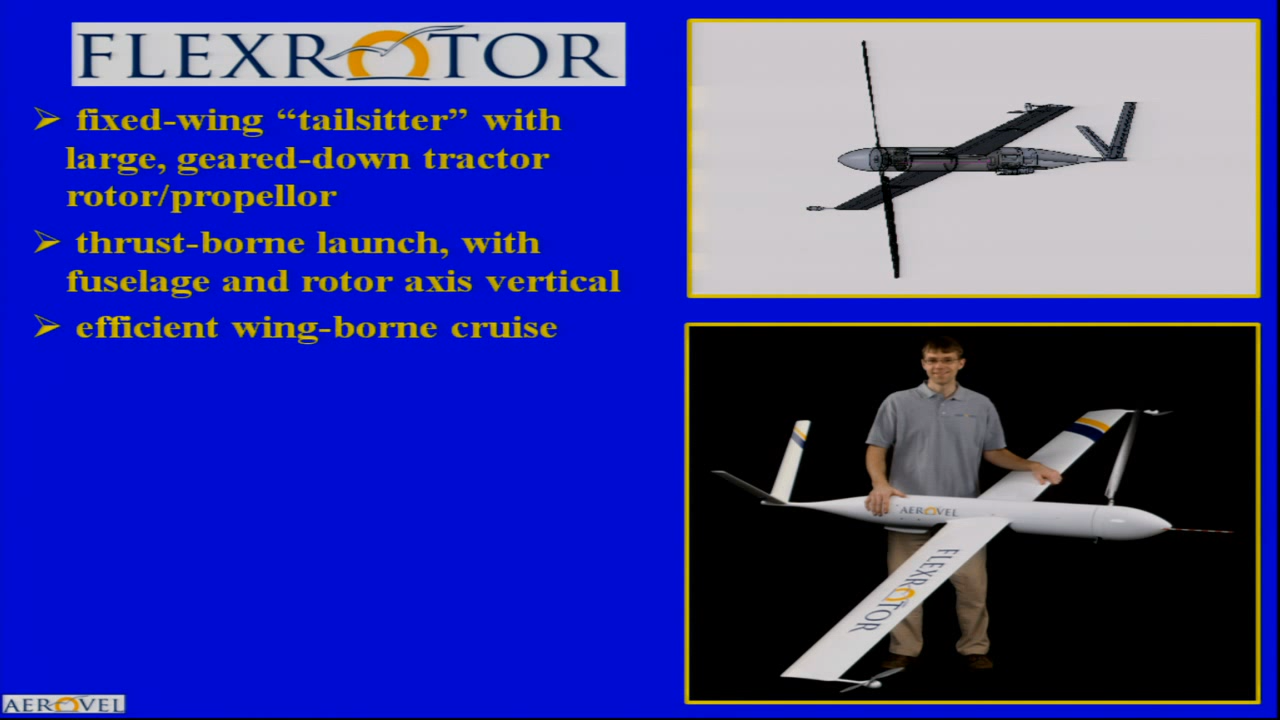 FLEXROTOR
➢ fixed-wing “tailsitter” with
large, geared-down tractor
rotor/propellor
➢ thrust-borne launch, with
fuselage and rotor axis vertical
➢ efficient wing-borne cruise
AEROVEL
FLEXROTOR
AEROVEL